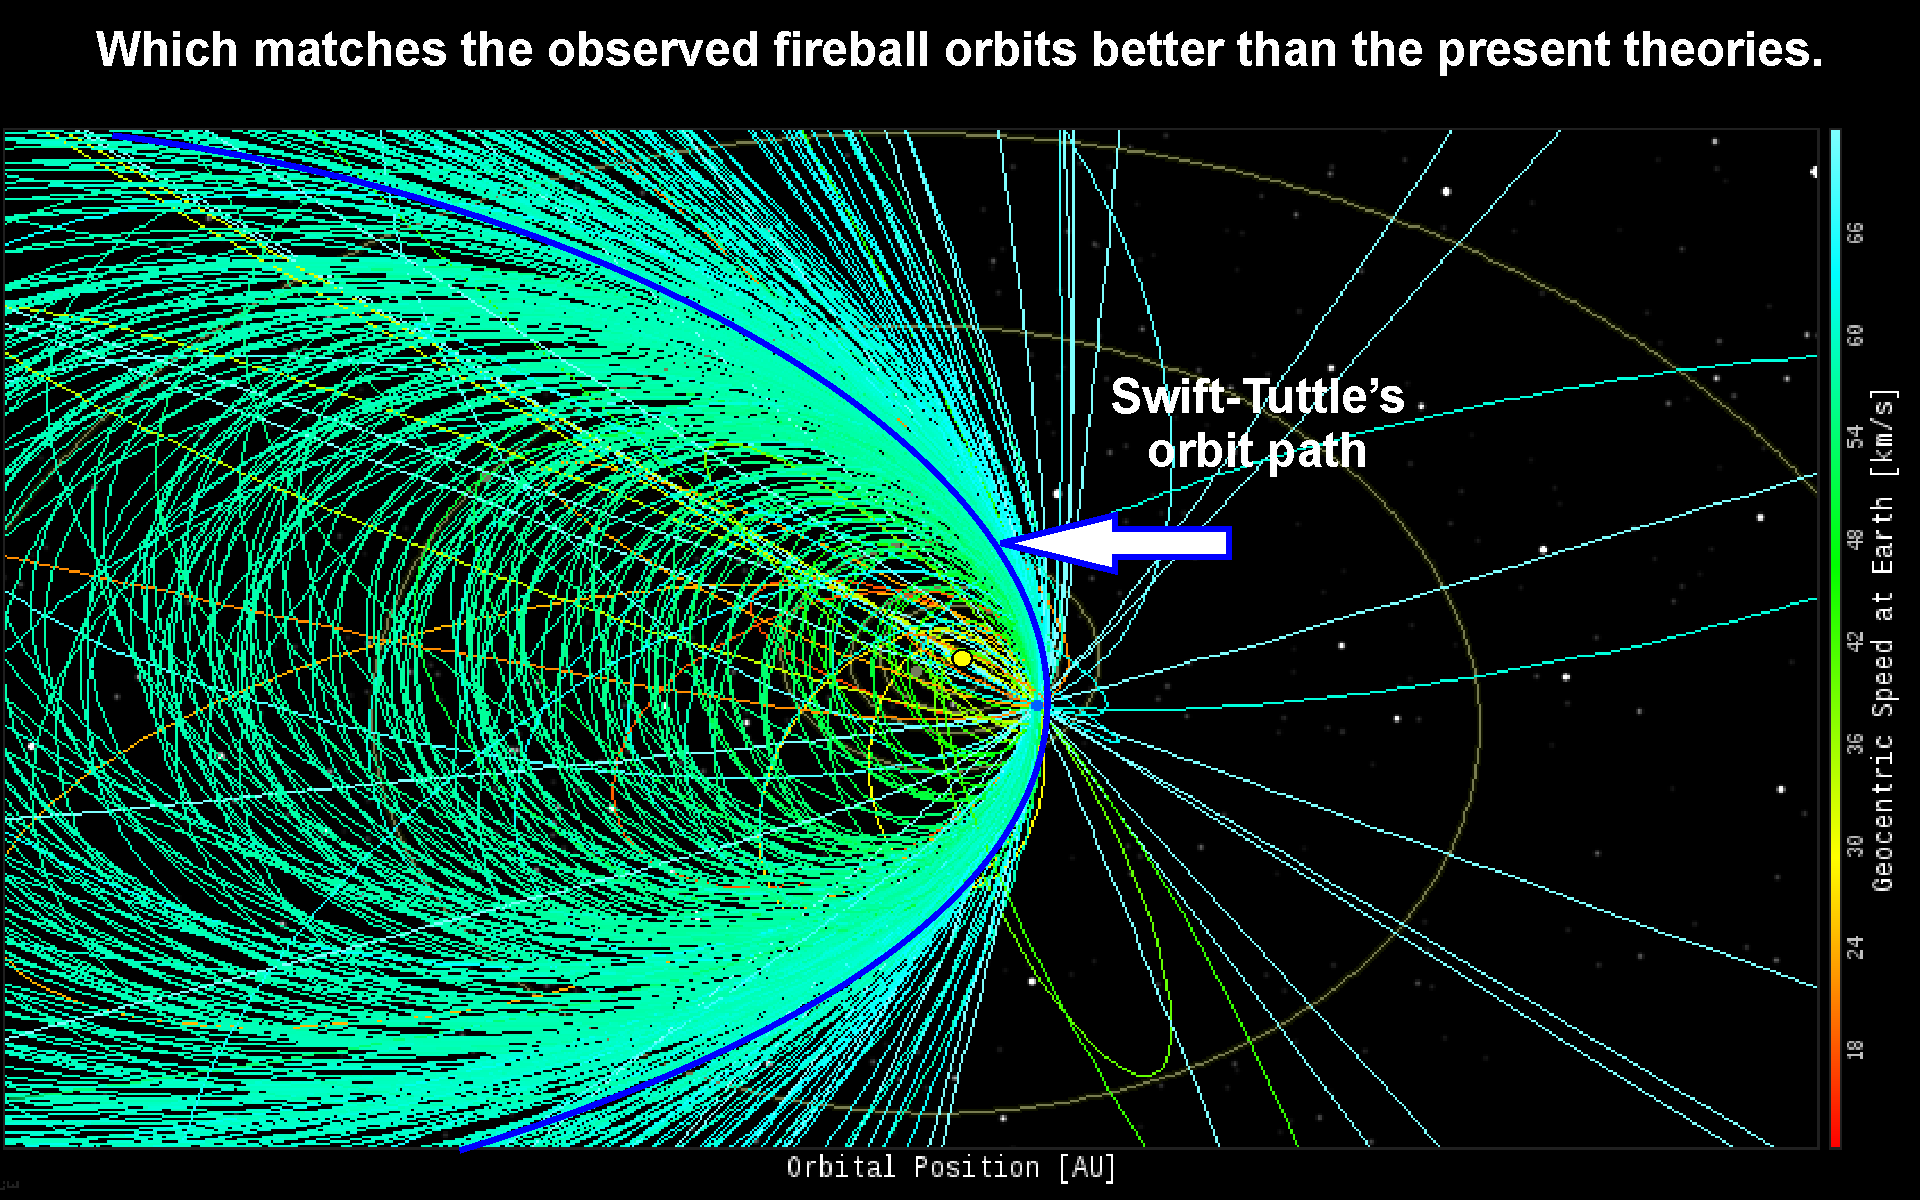 Which matches the observed fireball orbits better than the present theories.
Swift-Tuttle’s
orbit path
66
60
54
48
42
36
30
24
18
Geocentric Speed at Earth [km/s]
Orbital Position [AU]